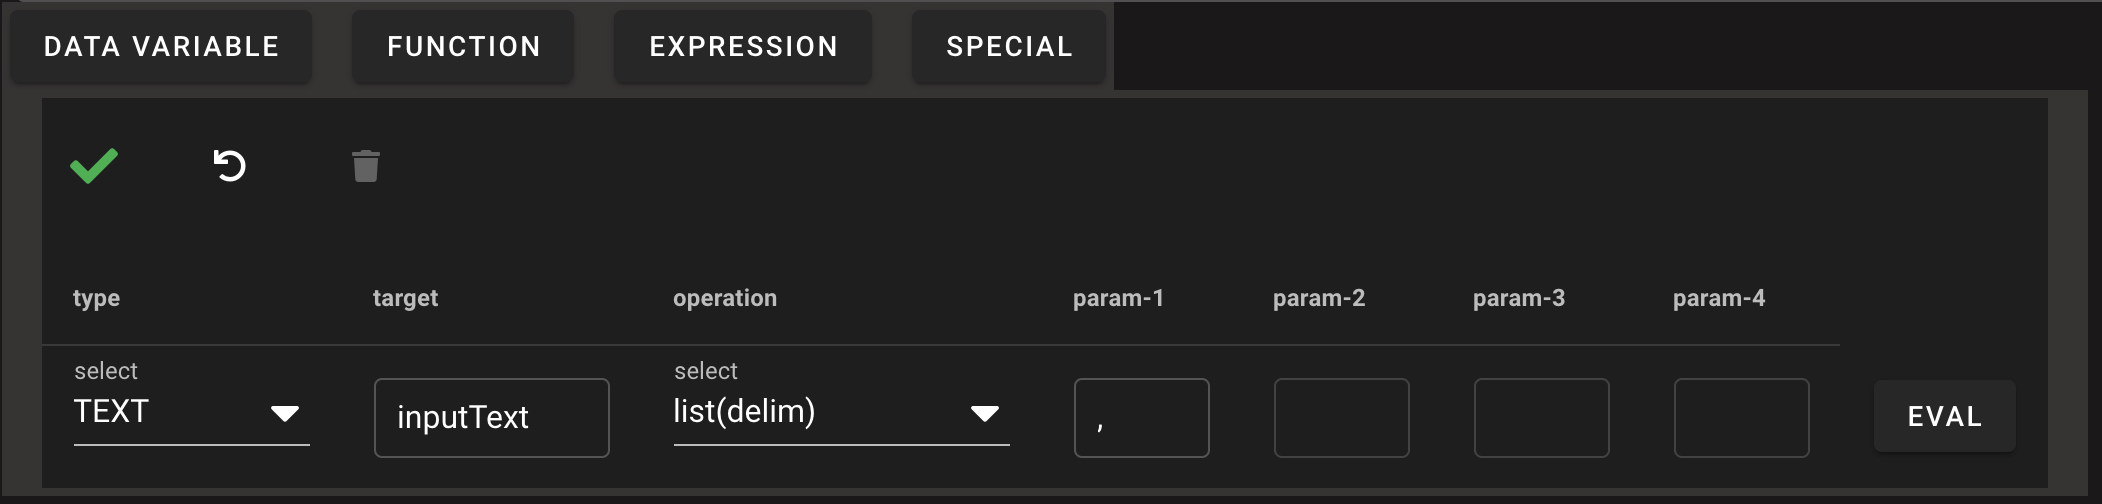 DATA VARIABLE FUNCTION EXPRESSION SPECIAL
type target operation param-1 param-2 param-3 param-4
select select
TEXT inputText list(delim) , EVAL